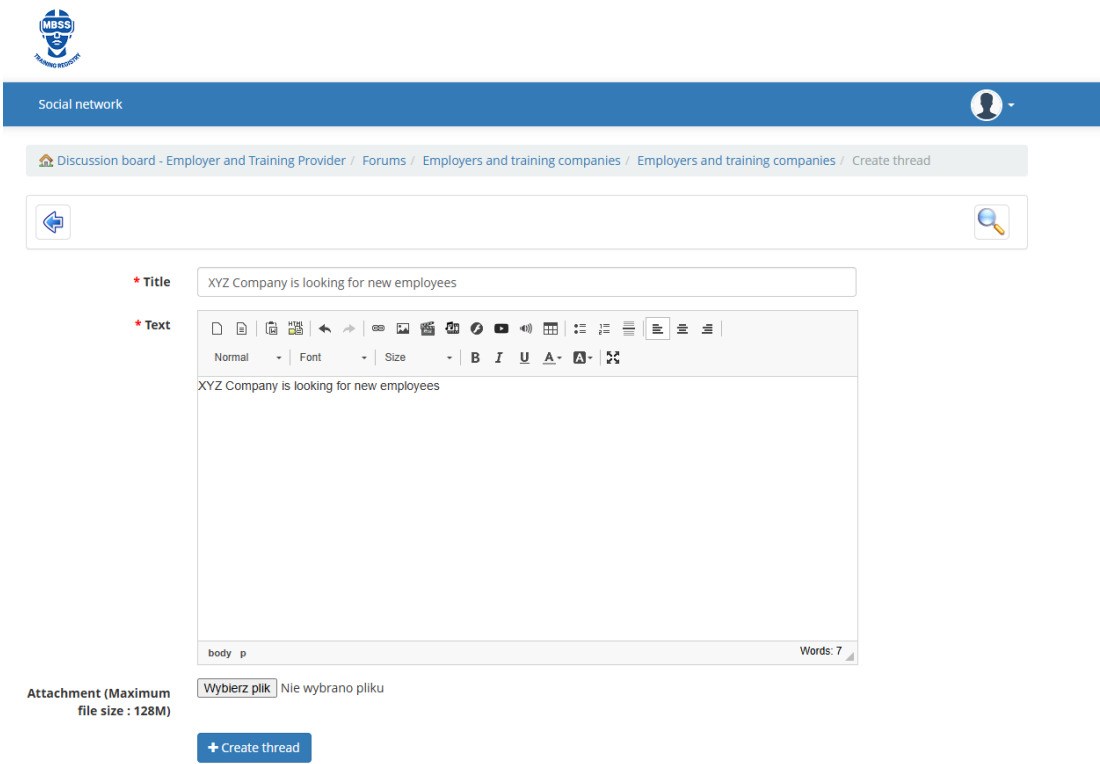 MBSS
TRAINING REGISTRY
Social network
Discussion board - Employer and Training Provider / Forums / Employers and training companies / Employers and training companies / Create thread
* Title
XYZ Company is looking for new employees
* Text
HTML
Normal Font Size B I U A A
XYZ Company is looking for new employees
body p
Words: 7
Attachment (Maximum
file size : 128M)
Wybierz plik Nie wybrano pliku
Create thread